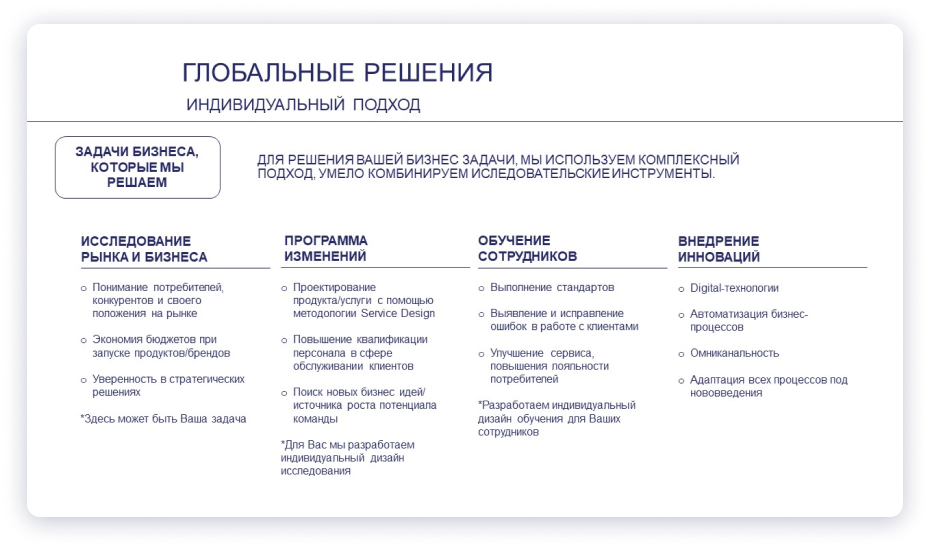 ГЛОБАЛЬНЫЕ РЕШЕНИЯ
ИНДИВИДУАЛЬНЫЙ ПОДХОД
ЗАДАЧИ БИЗНЕСА,
КОТОРЫЕ МЫ
РЕШАЕМ
ДЛЯ РЕШЕНИЯ ВАШЕЙ БИЗНЕС ЗАДАЧИ, МЫ ИСПОЛЬЗУЕМ КОМПЛЕКСНЫЙ
ПОДХОД, УМЕЛО КОМБИНИРУЕМ ИСЛЕДОВАТЕЛЬСКИЕ ИНСТРУМЕНТЫ.
ИССЛЕДОВАНИЕ
РЫНКА И БИЗНЕСА
Понимание потребителей,
конкурентов и своего
положения на рынке
Экономия бюджетов при
запуске продуктов/брендов
Уверенность в стратегических
решениях
*Здесь может быть Ваша задача
ПРОГРАММА
ИЗМЕНЕНИЙ
Проектирование
продукта/услуги с помощью
методологии Service Design
Повышение квалификации
персонала в сфере
обслуживании клиентов
Поиск новых бизнес идей/
источника роста потенциала
команды
*Для Вас мы разработаем
индивидуальный дизайн
исследования
ОБУЧЕНИЕ
СОТРУДНИКОВ
Выполнение стандартов
Выявление и исправление
ошибок в работе с клиентами
Улучшение сервиса,
повышения лояльности
потребителей
*Разработаем индивидуальный
дизайн обучения для Ваших
сотрудников
ВНЕДРЕНИЕ
ИННОВАЦИЙ
Digital-технологии
Автоматизация бизнес-
процессов
Омниканальность
Адаптация всех процессов под
нововведения